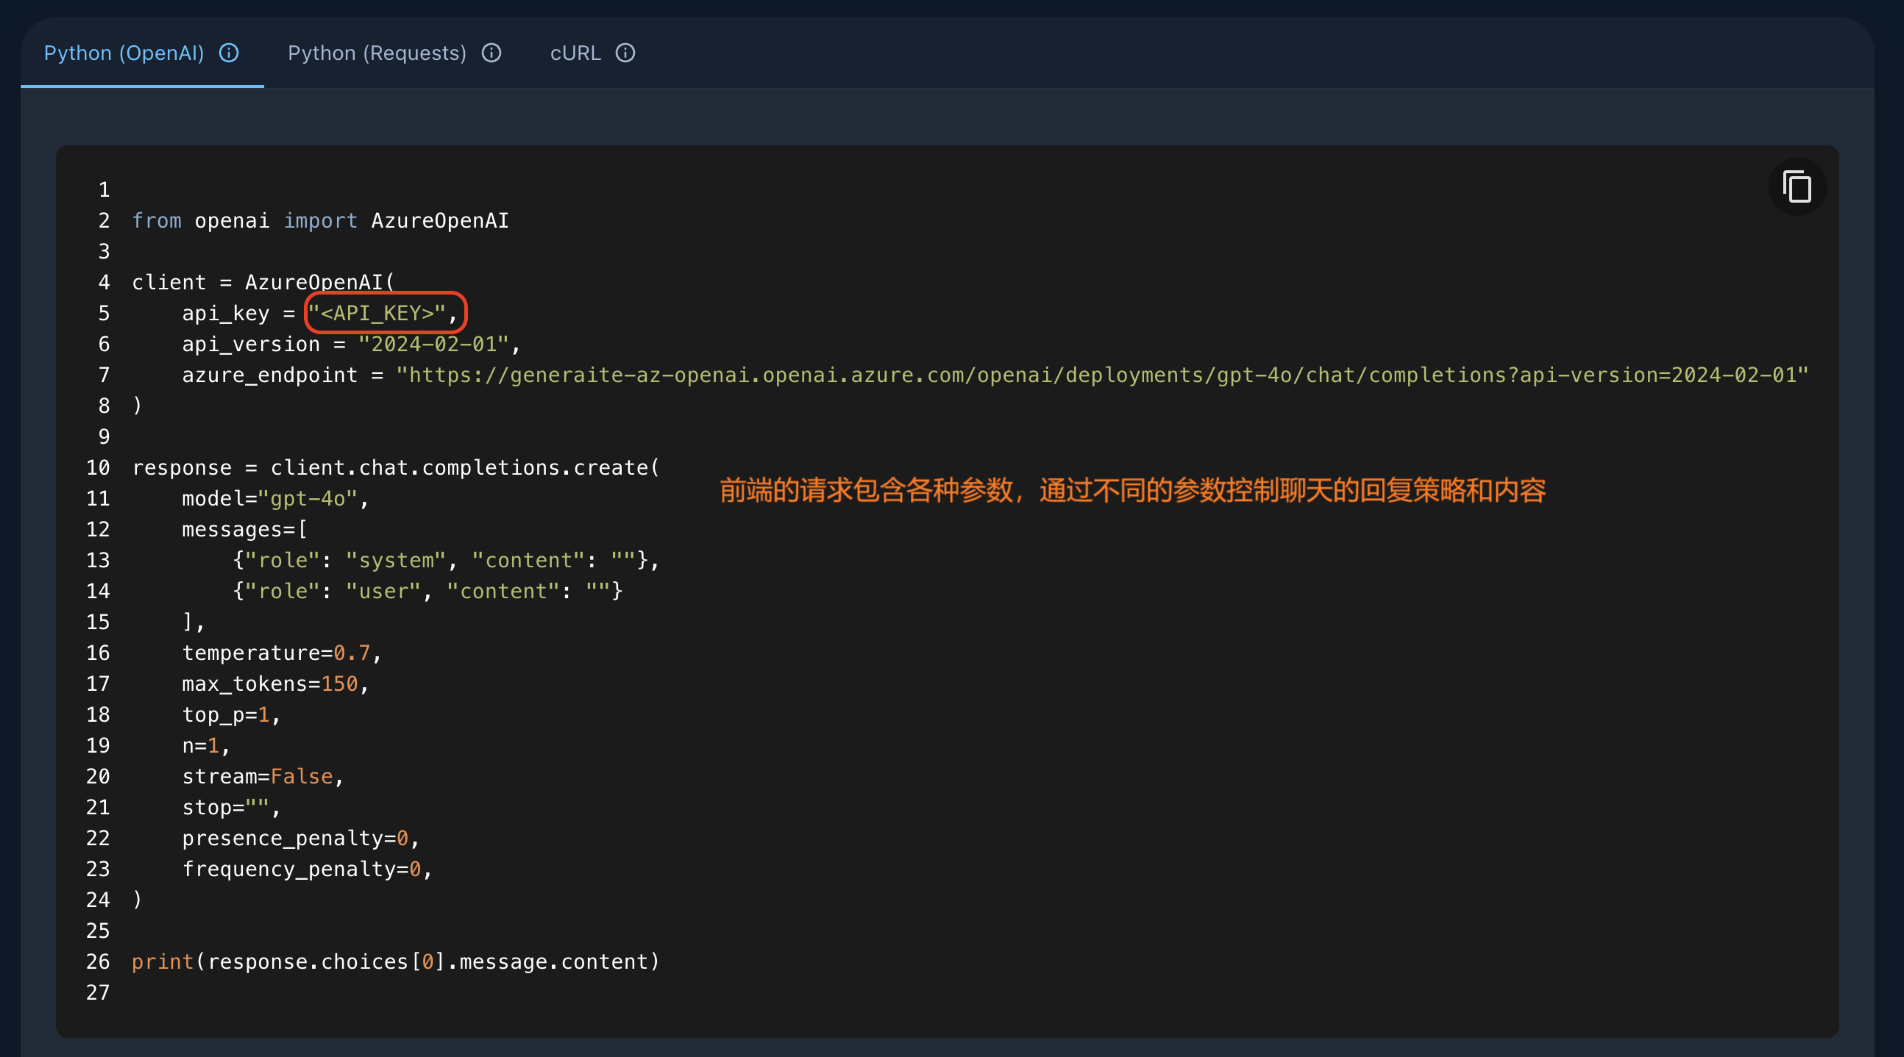 Python (OpenAI)
Python (Requests)
cURL
1
2 from openai import AzureOpenAI
3
4 client = AzureOpenAI(
5     api_key = "<API_KEY>",
6     api_version = "2024-02-01",
7     azure_endpoint = "https://generaite-az-openai.openai.azure.com/openai/deployments/gpt-4o/chat/completions?api-version=2024-02-01"
8 )
9
10 response = client.chat.completions.create(
前端的请求包含各种参数，通过不同的参数控制聊天的回复策略和内容
11     model="gpt-4o",
12     messages=[
13         {"role": "system", "content": ""},
14         {"role": "user", "content": ""}
15     ],
16     temperature=0.7,
17     max_tokens=150,
18     top_p=1,
19     n=1,
20     stream=False,
21     stop="",
22     presence_penalty=0,
23     frequency_penalty=0,
24 )
25
26 print(response.choices[0].message.content)
27